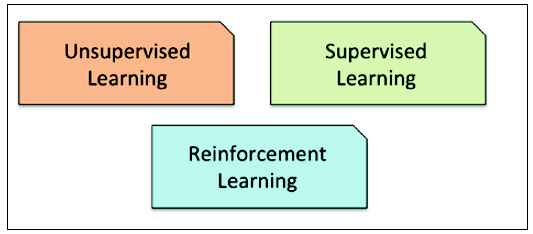 Unsupervised
Learning
Supervised
Learning
Reinforcement
Learning